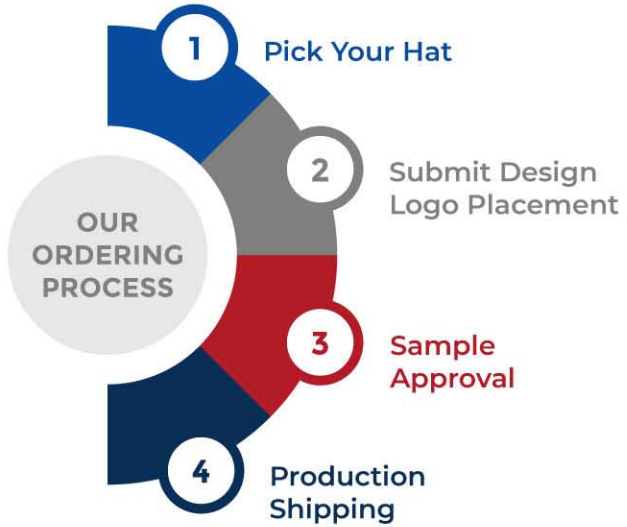 OUR
ORDERING
PROCESS
1
Pick Your Hat
2
Submit Design
Logo Placement
3
Sample
Approval
4
Production
Shipping